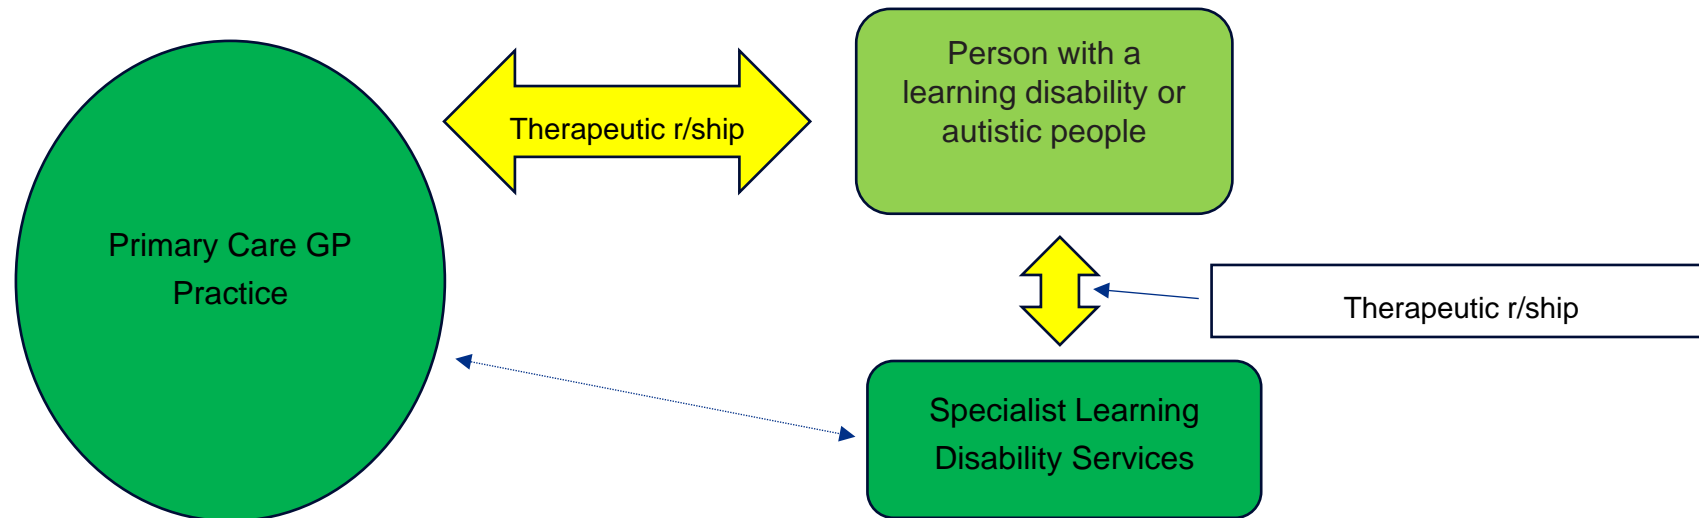 Person with a
learning disability or
autistic people
Therapeutic r/ship
Primary Care GP
Practice
Therapeutic r/ship
Specialist Learning
Disability Services